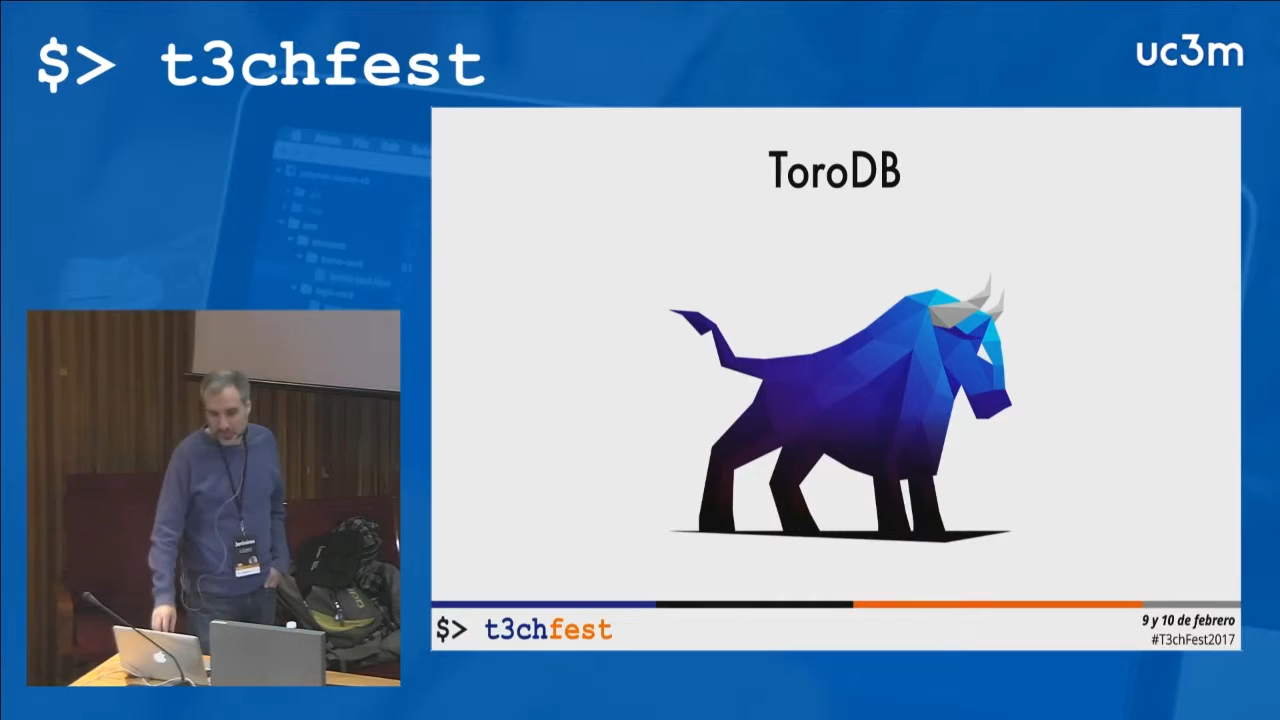 $> t3chfest
uc3m
ToroDB
$> t3chfest
9 y 10 de febrero
#T3chFest2017